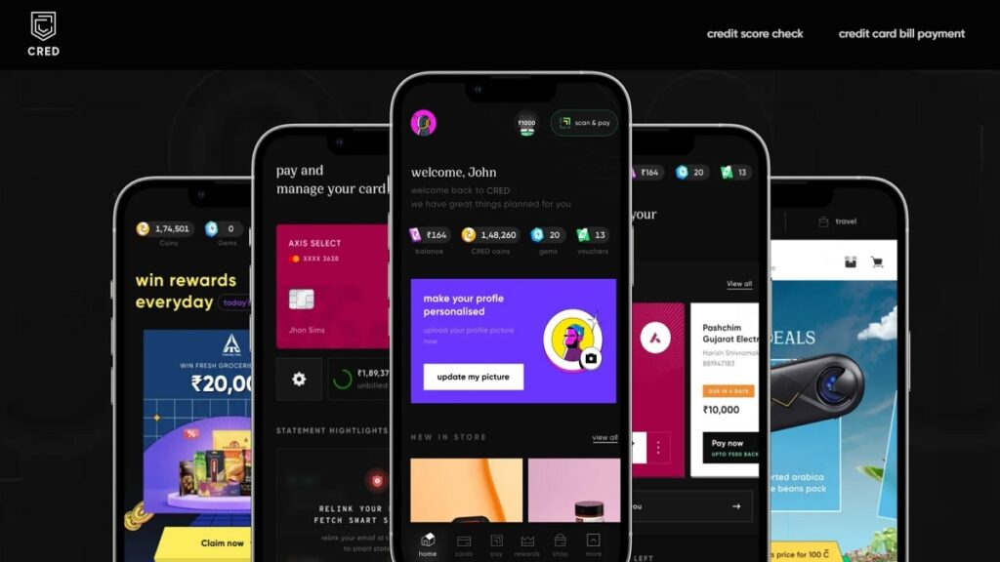 CRED
credit score check
credit card bill payment
1,74,501
0
Coins
Gems
win rewards
everyday
today's
WIN FRESH GROCERI
₹20,00
Claim now
pay and
manage your card
AXIS SELECT
XXXX 3638
Jhon Sims
₹1,89,37
unbilled
STATEMENT HIGHTLIGHTS
RELINK YOUR
FETCH SMART S
relink your email id t
to smart state
₹1000
scan & pay
welcome, John
welcome back to CRED
we have great things planned for you
₹164
1,48,260
20
13
balance
CRED coins
gems
vouchers
make your profle
personalised
upload your profile picture
now
update my picture
NEW IN STORE
view all
home
cards
pay
rewards
shop
more
₹164
20
13
your
View all
Pashchim
Gujarat Electr
Harish Shivramak
881947183
DUE IN 4 DAYS
₹10,000
Pay now
UPTO ₹500 BACK
you
LEFT
travel
DEALS
rted arabica
e beans pack
s price for 100